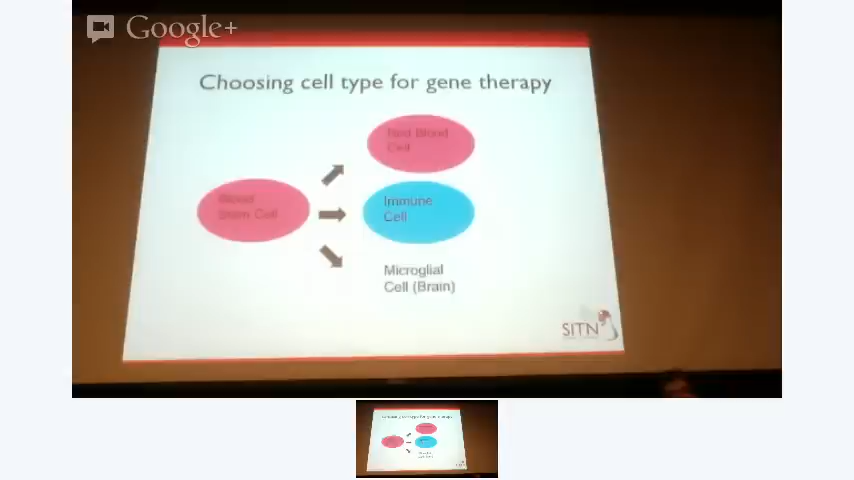 Google+
Choosing cell type for gene therapy
Red Blood
Cell
Blood
Stem Cell
Immune
Cell
Microglial
Cell (Brain)
SITN